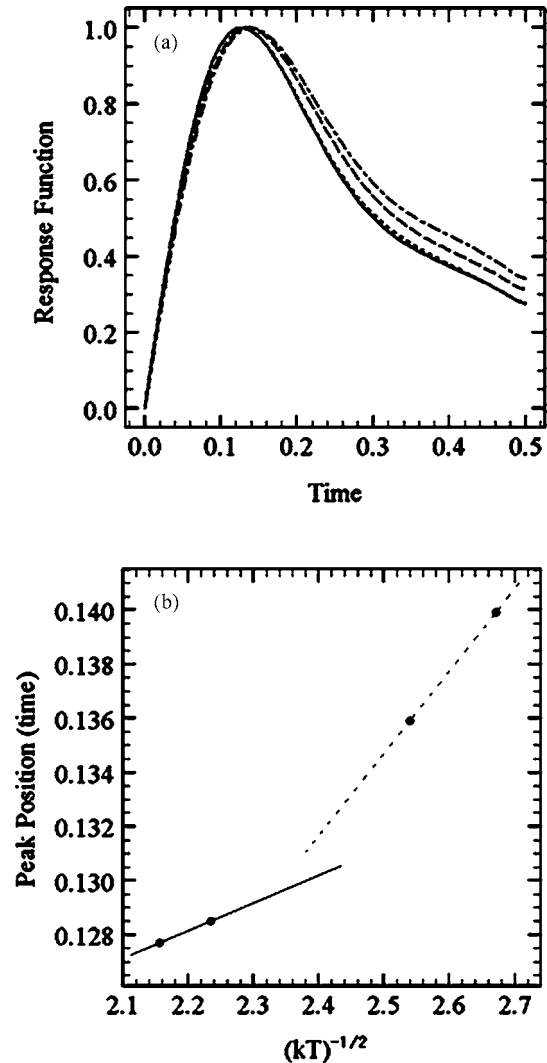 (a)
Response Function
1.0
0.8
0.6
0.4
0.2
0.0
0.0 0.1 0.2 0.3 0.4 0.5
Time
(b)
Peak Position (time)
0.140
0.138
0.136
0.134
0.132
0.130
0.128
2.1 2.2 2.3 2.4 2.5 2.6 2.7
(kT)^{-1/2}